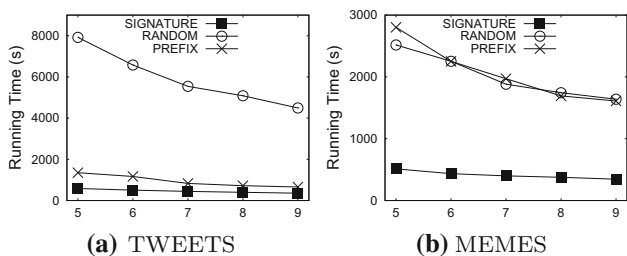 Running Time (s)
8000
6000
4000
2000
1000
0
SIGNATURE
RANDOM
PREFIX
5 6 7 8 9
(a) TWEETS
Running Time (s)
3000
2000
1000
0
SIGNATURE
RANDOM
PREFIX
5 6 7 8 9
(b) MEMES